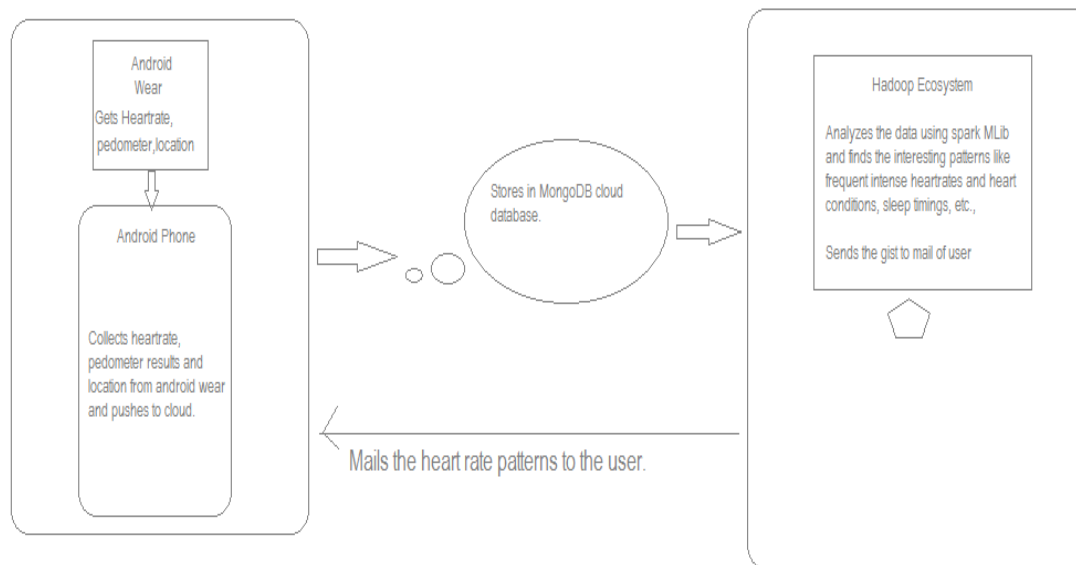 Android
Wear
Gets Heartrate,
pedometer,location
Android Phone
Collects heartrate,
pedometer results and
location from android wear
and pushes to cloud.
Stores in MongoDB cloud
database.
Hadoop Ecosystem
Analyzes the data using spark MLib
and finds the interesting patterns like
frequent intense heartrates and heart
conditions, sleep timings, etc.,
Sends the gist to mail of user
Mails the heart rate patterns to the user.